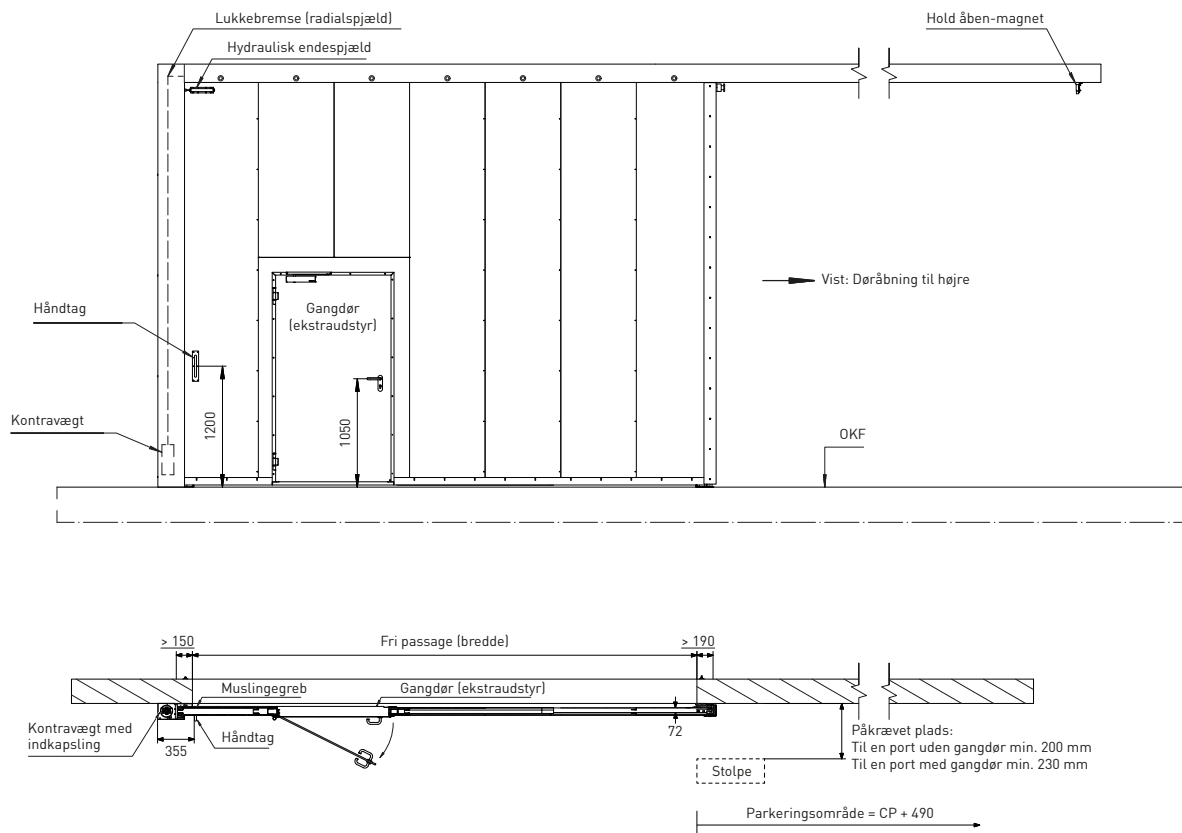 Lukkebremse (radialspjæld)
Hold åben-magnet
Hydraulisk endespjæld
Vist: Døråbning til højre
Håndtag
Gangdør
(ekstraudstyr)
Kontravægt
1200
1050
OKF
> 150
Fri passage (bredde)
> 190
Muslingegreb
Gangdør (ekstraudstyr)
Kontravægt med
indkapsling
355
Håndtag
72
Påkrævet plads:
Til en port uden gangdør min. 200 mm
Til en port med gangdør min. 230 mm
Stolpe
Parkeringsområde = CP + 490